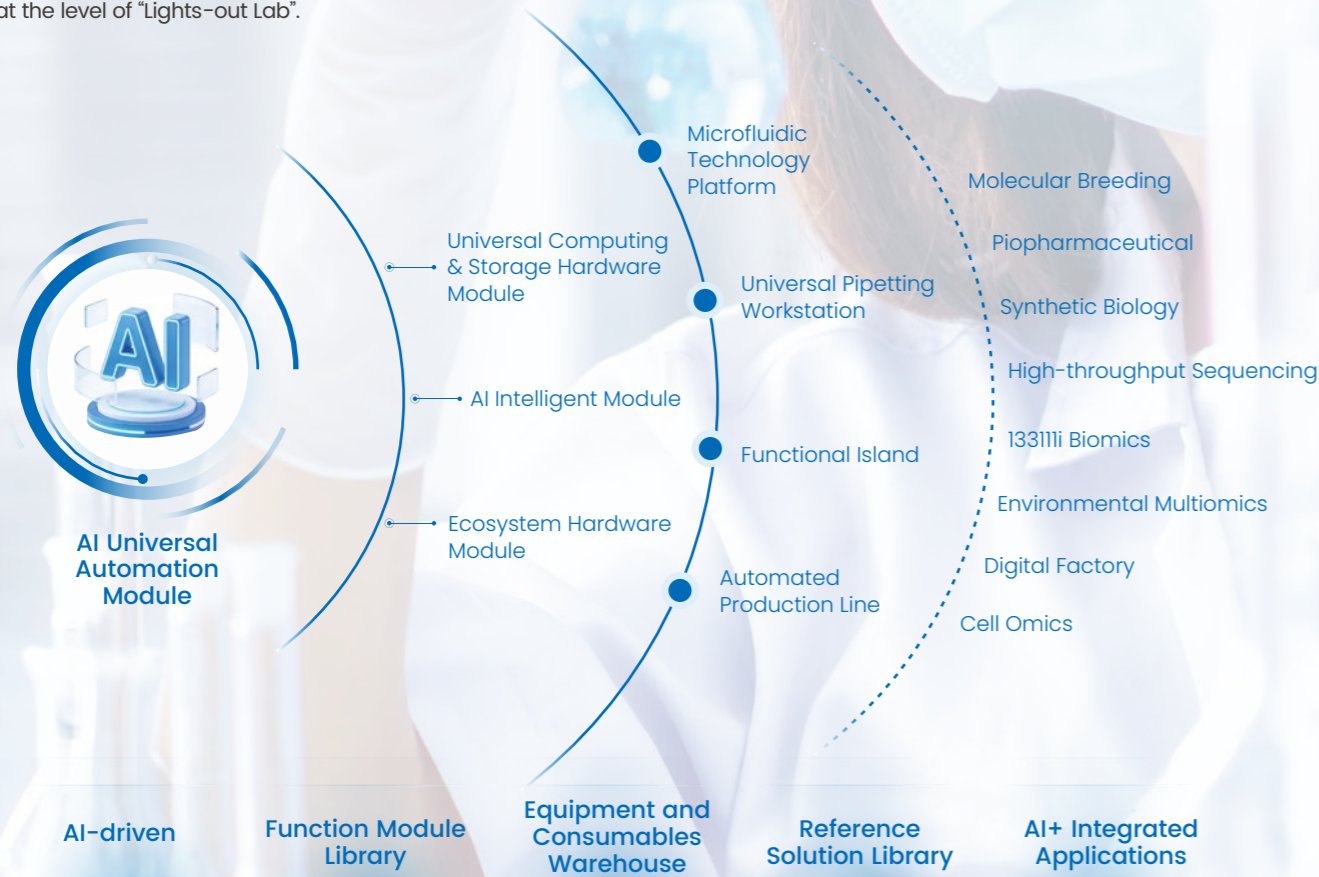 at the level of “Lights-out Lab”.
AI
AI Universal
Automation
Module
Universal Computing
& Storage Hardware
Module
AI Intelligent Module
Ecosystem Hardware
Module
Microfluidic
Technology
Platform
Universal Pipetting
Workstation
Functional Island
Automated
Production Line
Molecular Breeding
Piopharmaceutical
Synthetic Biology
High-throughput Sequencing
133111i Biomics
Environmental Multiomics
Digital Factory
Cell Omics
AI-driven
Function Module
Library
Equipment and
Consumables
Warehouse
Reference
Solution Library
AI+ Integrated
Applications